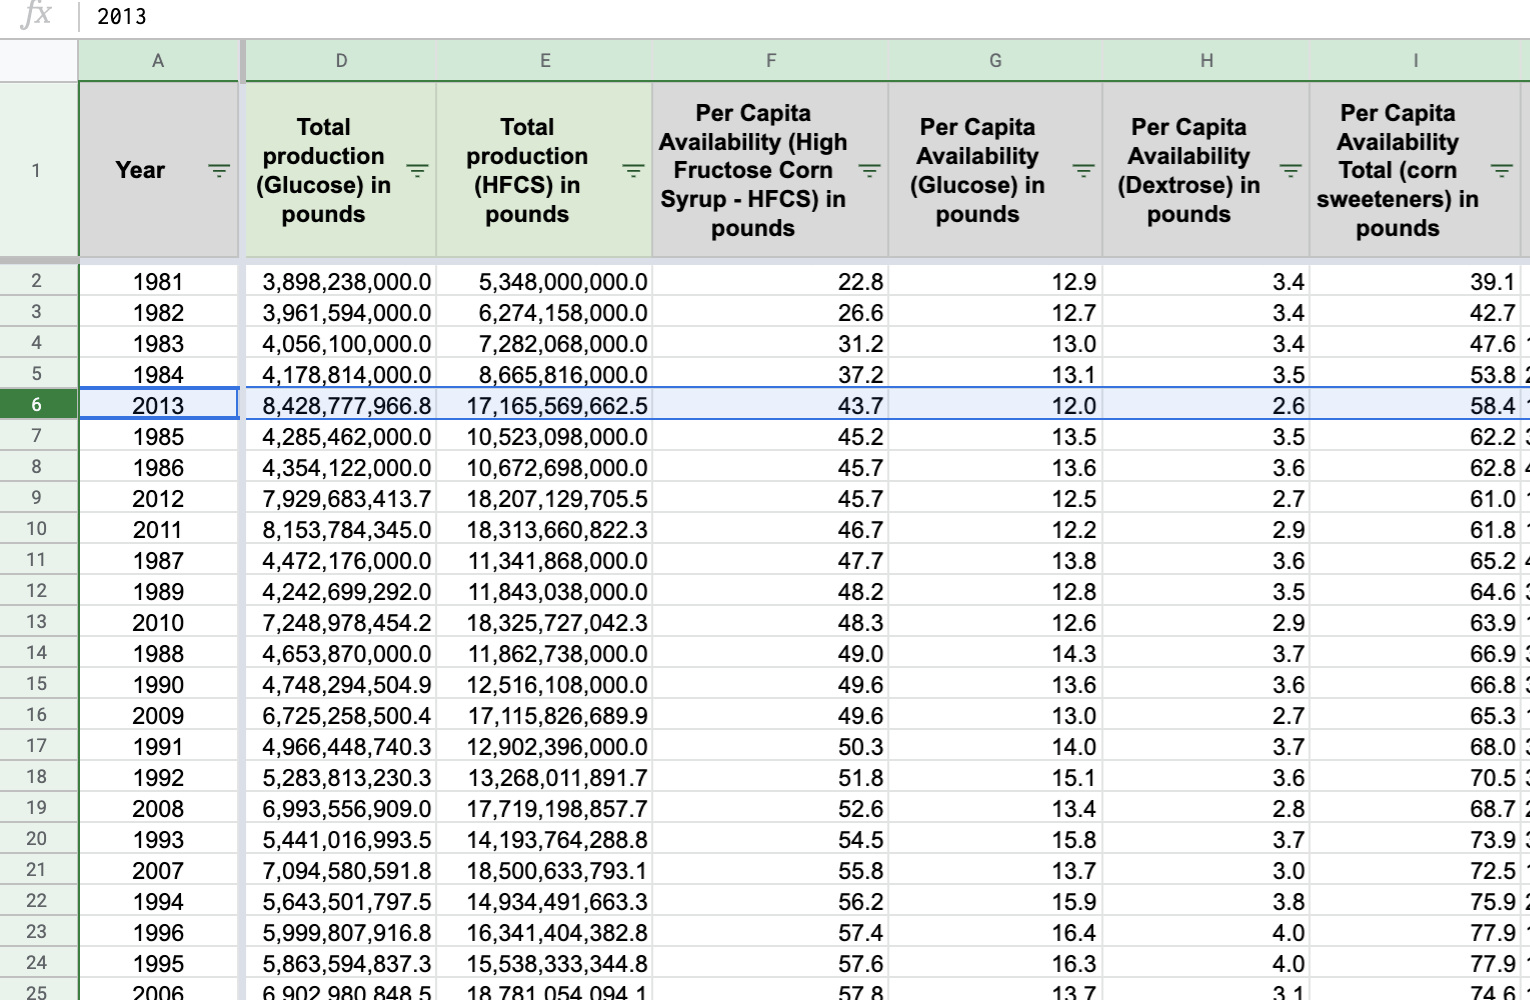 fx 2013
A D E F G H I
1 Year Total production (Glucose) in pounds Total production (HFCS) in pounds Per Capita Availability (High Fructose Corn Syrup - HFCS) in pounds Per Capita Availability (Glucose) in pounds Per Capita Availability (Dextrose) in pounds Per Capita Availability Total (corn sweeteners) in pounds
2 1981 3,898,238,000.0 5,348,000,000.0 22.8 12.9 3.4 39.1
3 1982 3,961,594,000.0 6,274,158,000.0 26.6 12.7 3.4 42.7
4 1983 4,056,100,000.0 7,282,068,000.0 31.2 13.0 3.4 47.6
5 1984 4,178,814,000.0 8,665,816,000.0 37.2 13.1 3.5 53.8
6 2013 8,428,777,966.8 17,165,569,662.5 43.7 12.0 2.6 58.4
7 1985 4,285,462,000.0 10,523,098,000.0 45.2 13.5 3.5 62.2
8 1986 4,354,122,000.0 10,672,698,000.0 45.7 13.6 3.6 62.8
9 2012 7,929,683,413.7 18,207,129,705.5 45.7 12.5 2.7 61.0
10 2011 8,153,784,345.0 18,313,660,822.3 46.7 12.2 2.9 61.8
11 1987 4,472,176,000.0 11,341,868,000.0 47.7 13.8 3.6 65.2
12 1989 4,242,699,292.0 11,843,038,000.0 48.2 12.8 3.5 64.6
13 2010 7,248,978,454.2 18,325,727,042.3 48.3 12.6 2.9 63.9
14 1988 4,653,870,000.0 11,862,738,000.0 49.0 14.3 3.7 66.9
15 1990 4,748,294,504.9 12,516,108,000.0 49.6 13.6 3.6 66.8
16 2009 6,725,258,500.4 17,115,826,689.9 49.6 13.0 2.7 65.3
17 1991 4,966,448,740.3 12,902,396,000.0 50.3 14.0 3.7 68.0
18 1992 5,283,813,230.3 13,268,011,891.7 51.8 15.1 3.6 70.5
19 2008 6,993,556,909.0 17,719,198,857.7 52.6 13.4 2.8 68.7
20 1993 5,441,016,993.5 14,193,764,288.8 54.5 15.8 3.7 73.9
21 2007 7,094,580,591.8 18,500,633,793.1 55.8 13.7 3.0 72.5
22 1994 5,643,501,797.5 14,934,491,663.3 56.2 15.9 3.8 75.9
23 1996 5,999,807,916.8 16,341,404,382.8 57.4 16.4 4.0 77.9
24 1995 5,863,594,837.3 15,538,333,344.8 57.6 16.3 4.0 77.9
25 2006 6,902,980,848.5 18,781,054,094.1 57.8 13.7 3.1 74.6